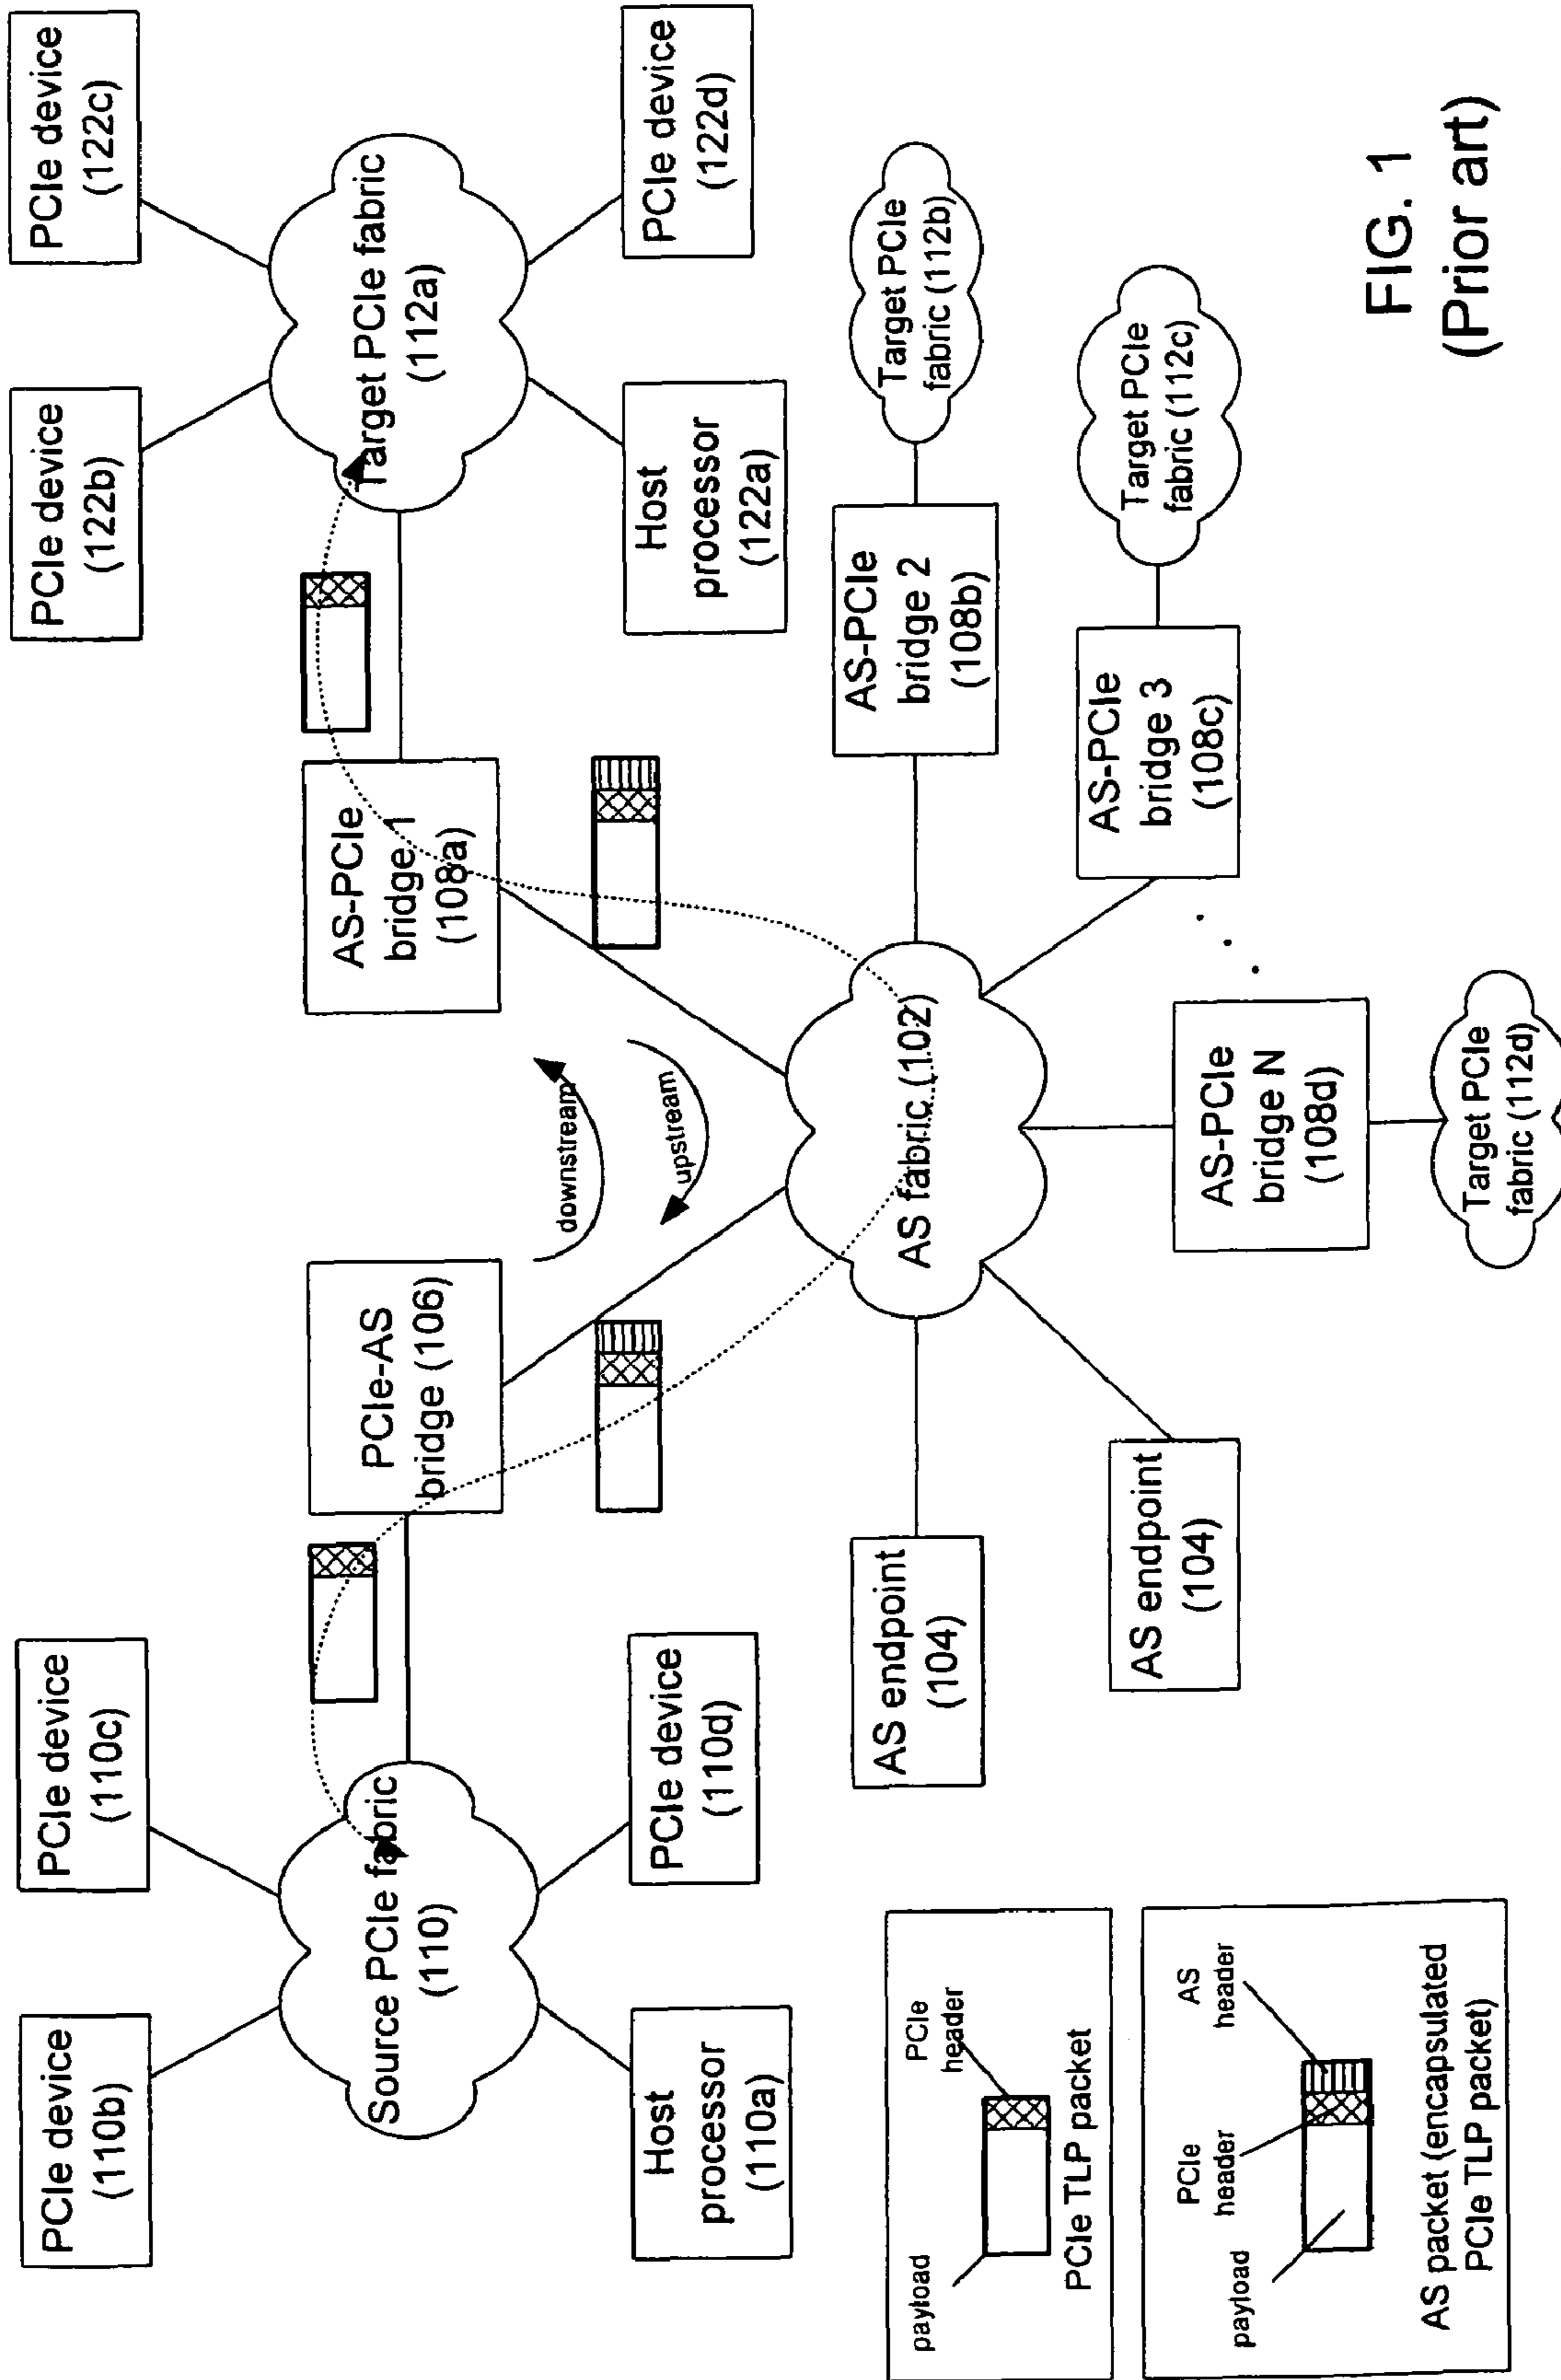 PCIe device
(110b)
PCIe device
(110c)
Source PCIe fabric
(110)
Host
processor
(110a)
PCIe device
(110d)
PCIe-AS
bridge (106)
downstream
upstream
AS-PCIe
bridge 1
(108a)
PCIe device
(122b)
PCIe device
(122c)
Target PCIe fabric
(112a)
Host
processor
(122a)
PCIe device
(122d)
AS endpoint
(104)
AS fabric (102)
AS-PCIe
bridge 2
(108b)
Target PCIe
fabric (112b)
AS endpoint
(104)
AS-PCIe
bridge 3
(108c)
Target PCIe
fabric (112c)
. . .
AS-PCIe
bridge N
(108d)
Target PCIe
fabric (112d)
payload
PCIe
header
PCIe TLP packet
payload
PCIe
header
AS
header
AS packet (encapsulated
PCIe TLP packet)
FIG. 1
(Prior art)